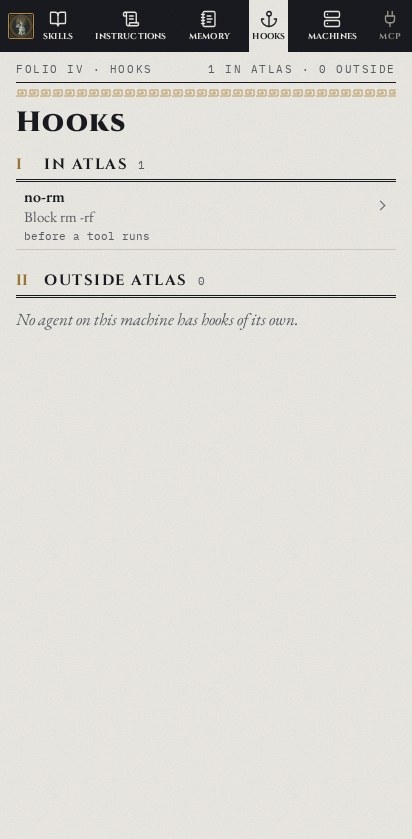 SKILLS
INSTRUCTIONS
MEMORY
HOOKS
MACHINES
MCP
FOLIO IV · HOOKS
1 IN ATLAS · 0 OUTSIDE
HOOKS
I IN ATLAS 1
no-rm
Block rm -rf
before a tool runs
II OUTSIDE ATLAS 0
No agent on this machine has hooks of its own.